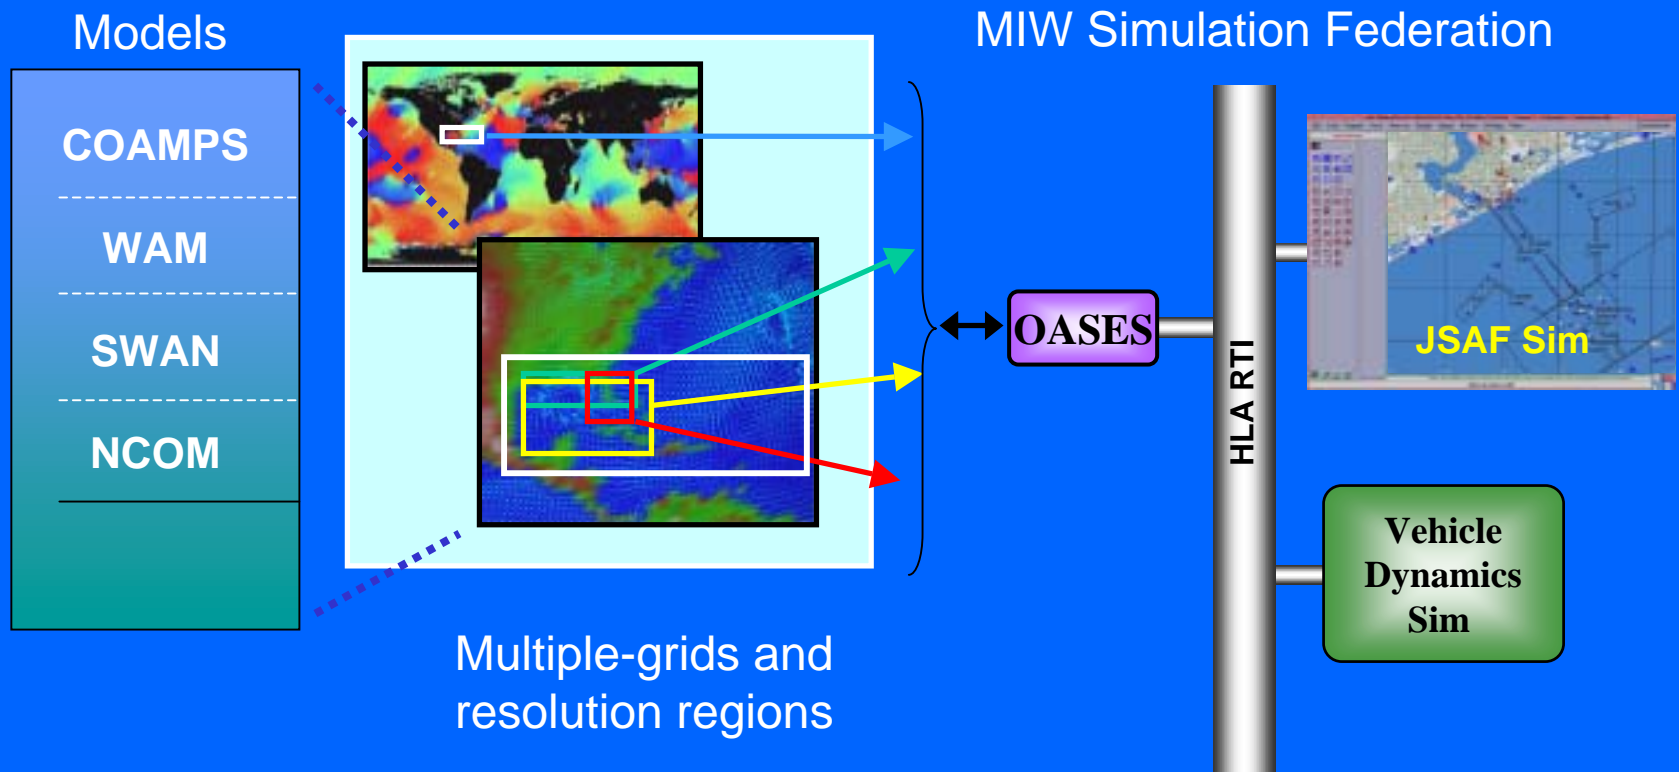 Models
MIW Simulation Federation
COAMPS
WAM
SWAN
NCOM
OASES
HLA RTI
JSAF Sim
Vehicle
Dynamics
Sim
Multiple-grids and
resolution regions